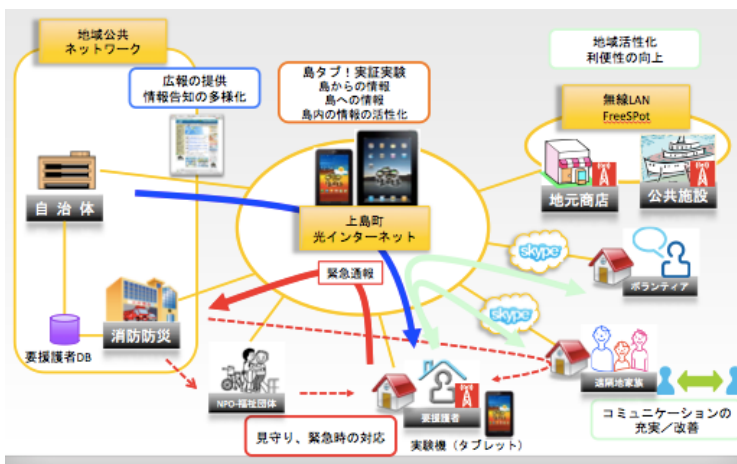 地域公共
ネットワーク
広報の提供
情報告知の多様化
島タブ！実証実験
島からの情報
島への情報
島内の情報の活性化
地域活性化
利便性の向上
無線LAN
FreeSPot
自 治 体
地元商店
公共施設
上島町
光インターネット
skype
ボランティア
緊急通報
skype
消防防災
要援護者DB
遠隔地家族
NPO・福祉団体
要援護者
見守り、緊急時の対応
実験機（タブレット）
コミュニケーションの
充実／改善